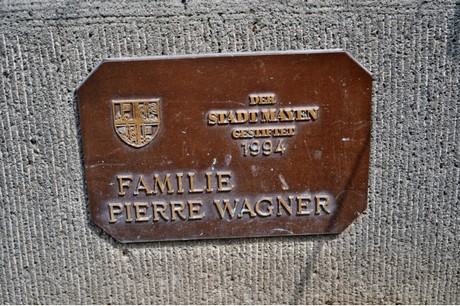 DER
STADT MAYEN
GESTIFTET
1994
FAMILIE
PIERRE WAGNER